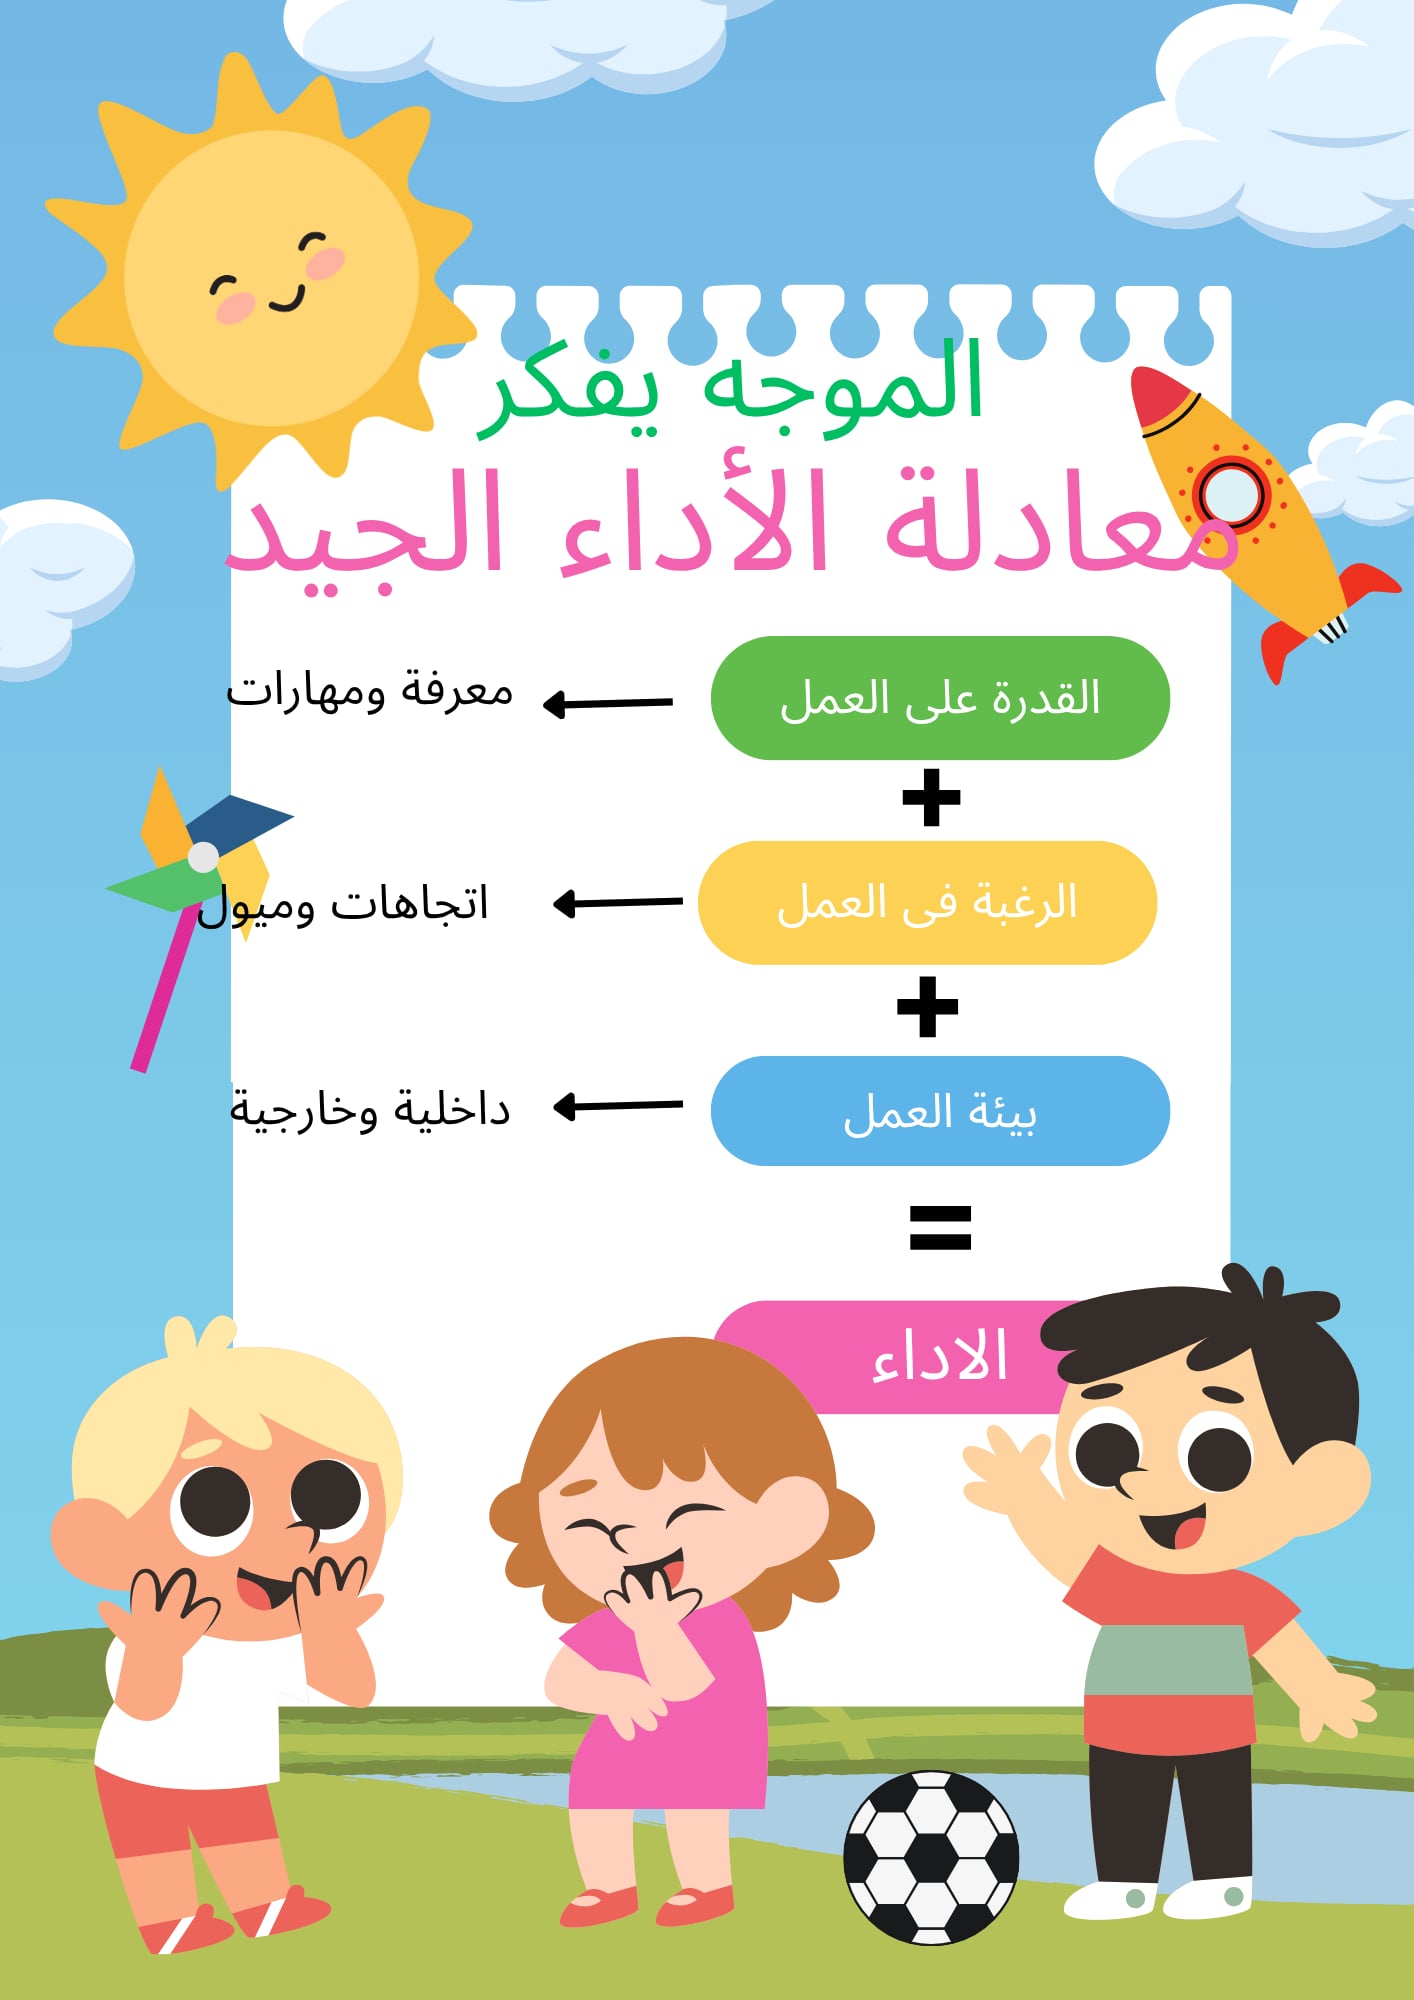 الموجه يفكر
معادلة الأداء الجيد
القدرة على العمل
معرفة ومهارات
+
الرغبة فى العمل
اتجاهات وميول
+
بيئة العمل
داخلية وخارجية
=
الاداء